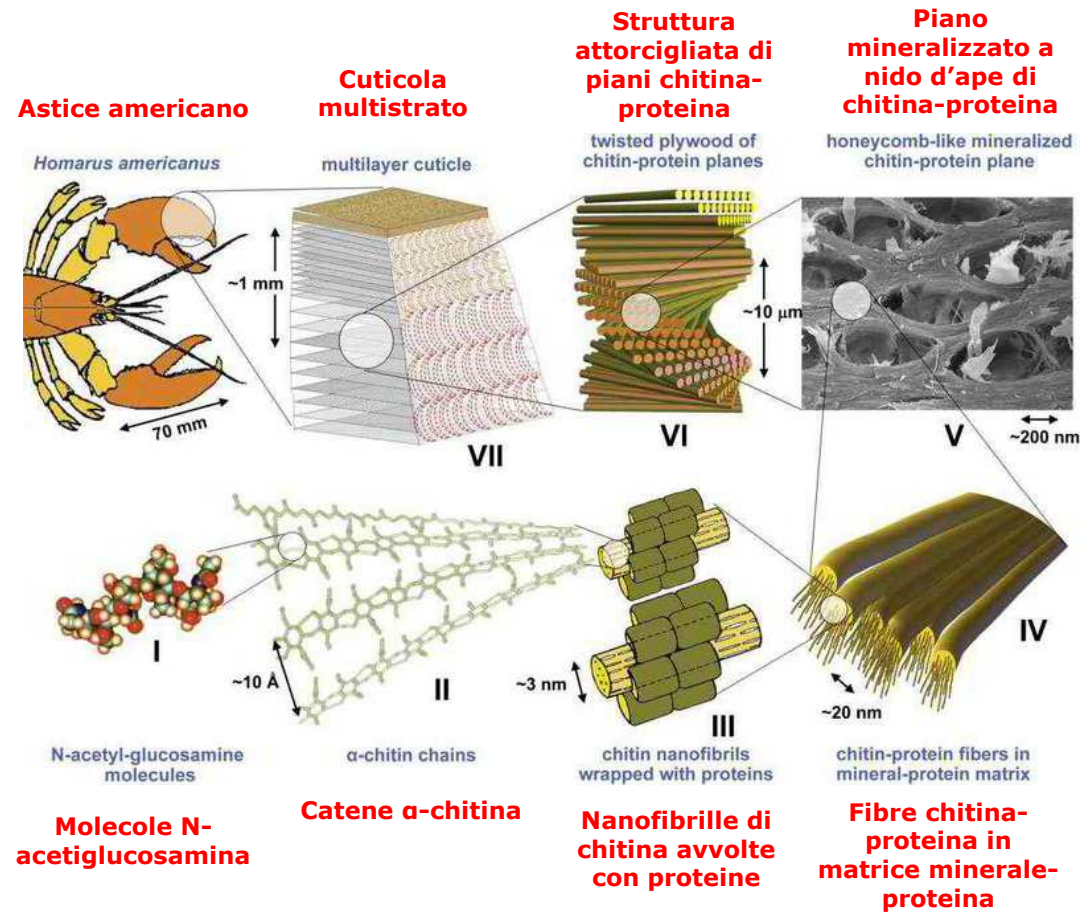 Astice americano
Cuticola
multistrato
Struttura
attorcigliata di
piani chitina-
proteina
Piano
mineralizzato a
nido d'ape di
chitina-proteina
Homarus americanus
multilayer cuticle
twisted plywood of
chitin-protein planes
honeycomb-like mineralized
chitin-protein plane
~1 mm
70 mm
VII
~10 µm
VI
V
~200 nm
I
~10 Å
II
~3 nm
III
~20 nm
IV
N-acetyl-glucosamine
molecules
α-chitin chains
chitin nanofibrils
wrapped with proteins
chitin-protein fibers in
mineral-protein matrix
Molecole N-
acetiglucosamina
Catene α-chitina
Nanofibrille di
chitina avvolte
con proteine
Fibre chitina-
proteina in
matrice minerale-
proteina